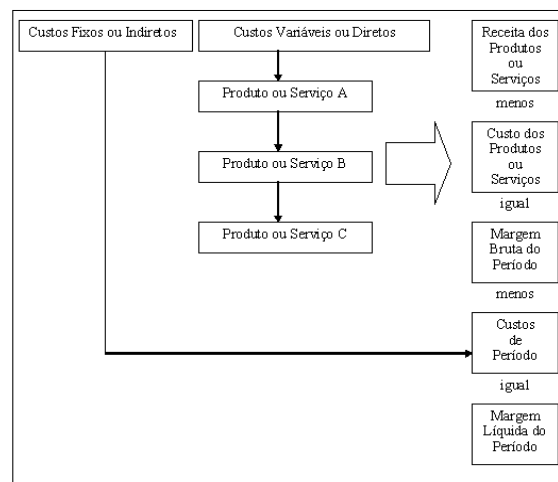 Custos Fixos ou Indiretos
Custos Variáveis ou Diretos
Produto ou Serviço A
Produto ou Serviço B
Produto ou Serviço C
Receita dos
Produtos
ou
Serviços
menos
Custo dos
Produtos
ou
Serviços
igual
Margem
Bruta do
Período
menos
Custos
de
Período
igual
Margem
Líquida do
Período